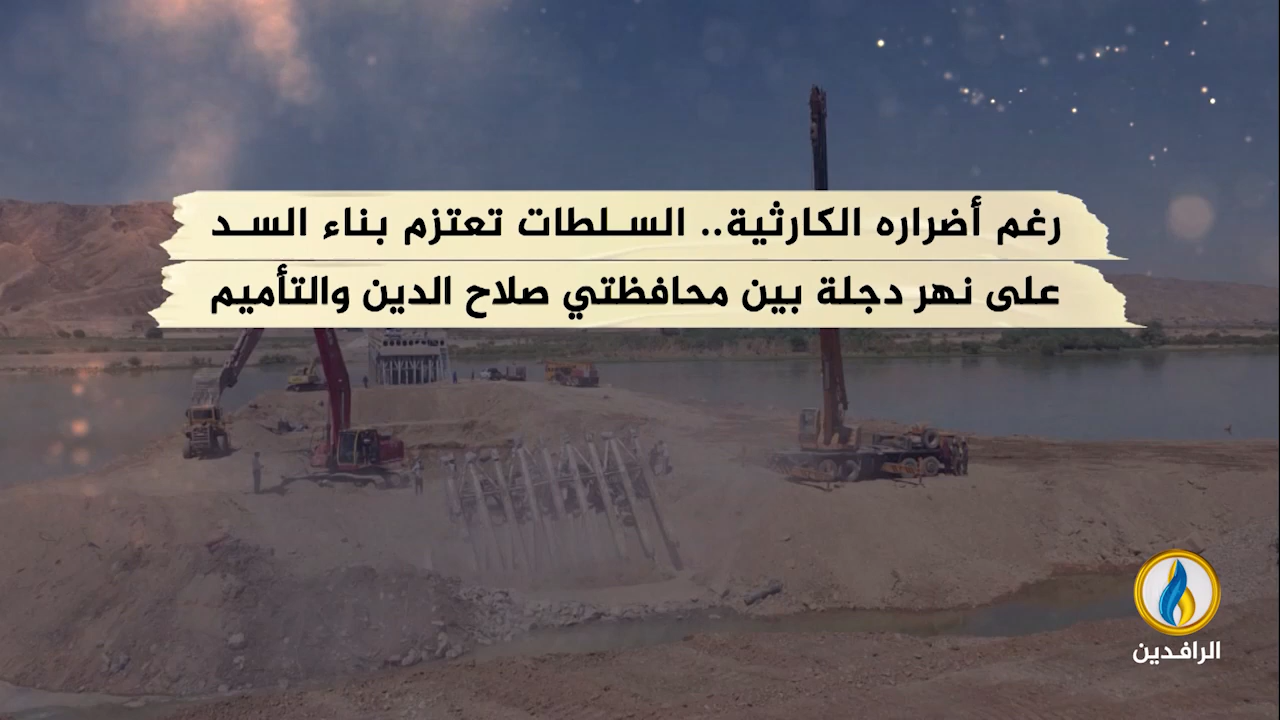 رغم أضراره الكارثية.. السلطات تعتزم بناء السد
على نهر دجلة بين محافظتي صلاح الدين والتأميم
الرافدين